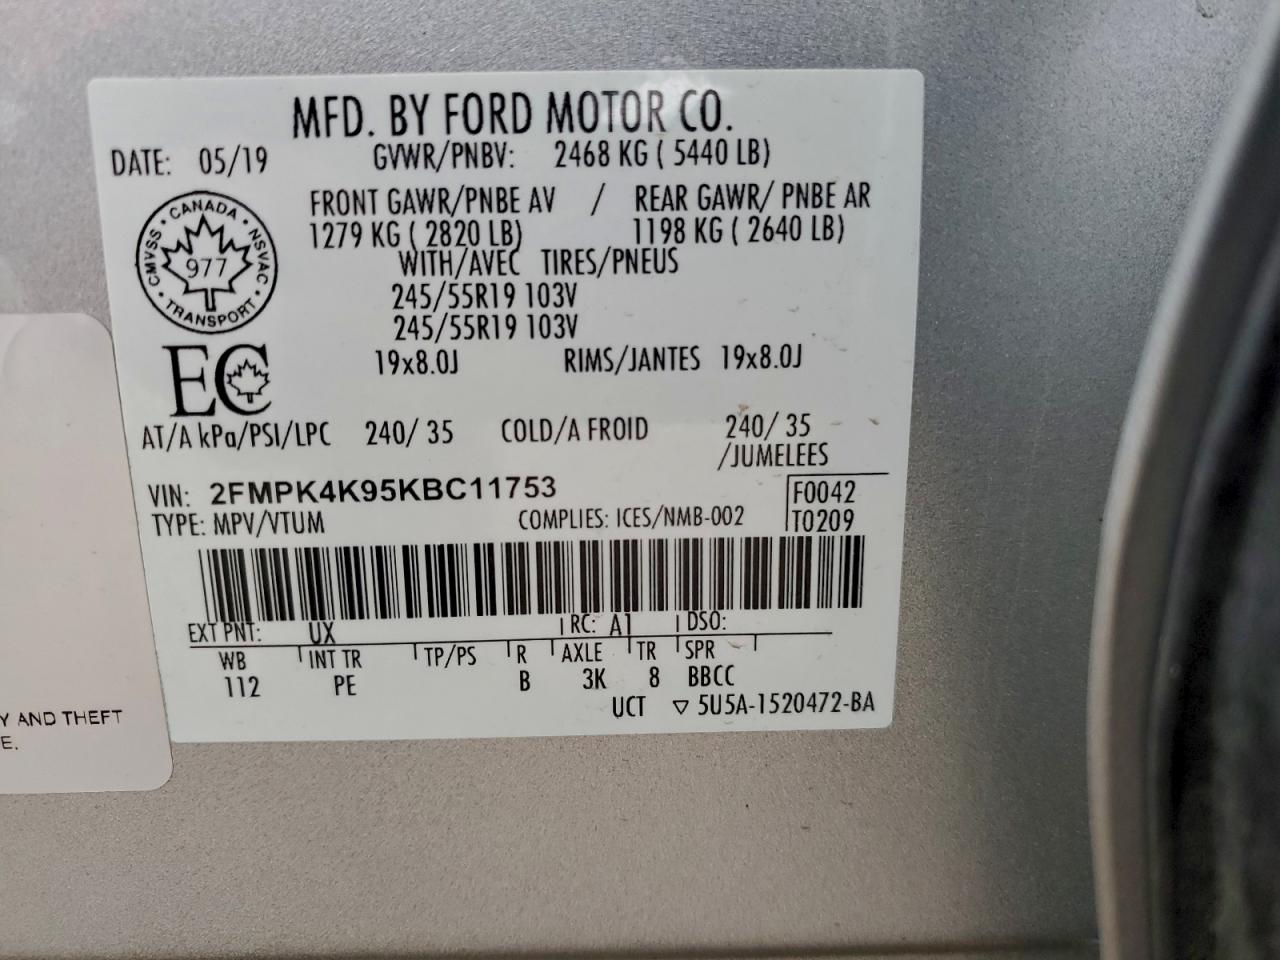 MFD. BY FORD MOTOR CO.
DATE: 05/19 GVWR/PNBV: 2468 KG ( 5440 LB)
FRONT GAWR/PNBE AV / REAR GAWR/ PNBE AR
1279 KG ( 2820 LB) 1198 KG ( 2640 LB)
WITH/AVEC TIRES/PNEUS
245/55R19 103V
245/55R19 103V
19x8.0J RIMS/JANTES 19x8.0J
CANADA
CMVSS • NSVAC
977
TRANSPORT
EC
AT/A kPa/PSI/LPC 240/ 35 COLD/A FROID 240/ 35
/JUMELEES
VIN: 2FMPK4K95KBC11753 F0042
TYPE: MPV/VTUM COMPLIES: ICES/NMB-002 T0209
EXT PNT: UX RC: A1 DSO:
WB INT TR TP/PS R AXLE TR SPR
112 PE B 3K 8 BBCC
UCT ▽ 5U5A-1520472-BA
Y AND THEFT
E.